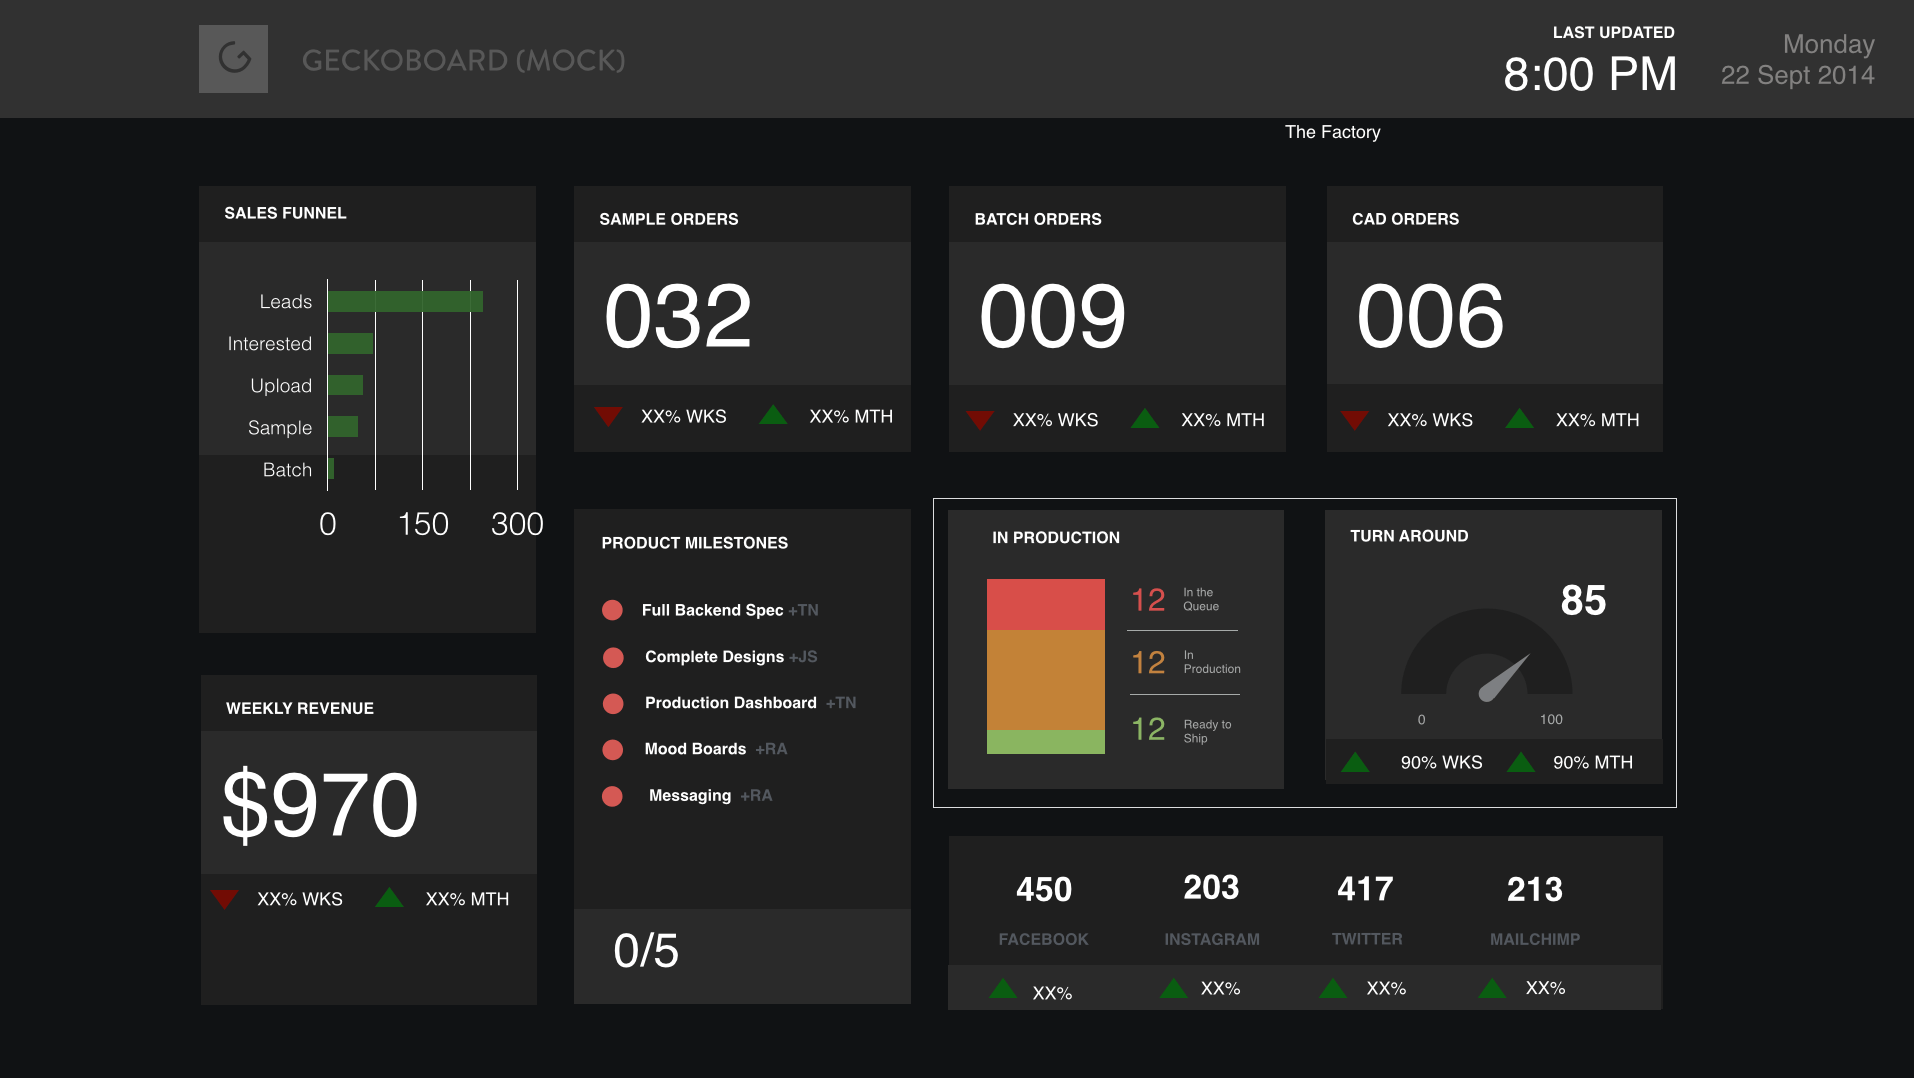 GECKOBOARD (MOCK)
LAST UPDATED
8:00 PM
Monday
22 Sept 2014
The Factory
SALES FUNNEL
Leads
Interested
Upload
Sample
Batch
0 150 300
SAMPLE ORDERS
032
XX% WKS XX% MTH
BATCH ORDERS
009
XX% WKS XX% MTH
CAD ORDERS
006
XX% WKS XX% MTH
WEEKLY REVENUE
$970
XX% WKS XX% MTH
PRODUCT MILESTONES
Full Backend Spec +TN
Complete Designs +JS
Production Dashboard +TN
Mood Boards +RA
Messaging +RA
0/5
IN PRODUCTION
12 In the
Queue
12 In
Production
12 Ready to
Ship
TURN AROUND
85
0 100
90% WKS 90% MTH
450 203 417 213
FACEBOOK INSTAGRAM TWITTER MAILCHIMP
XX% XX% XX% XX%